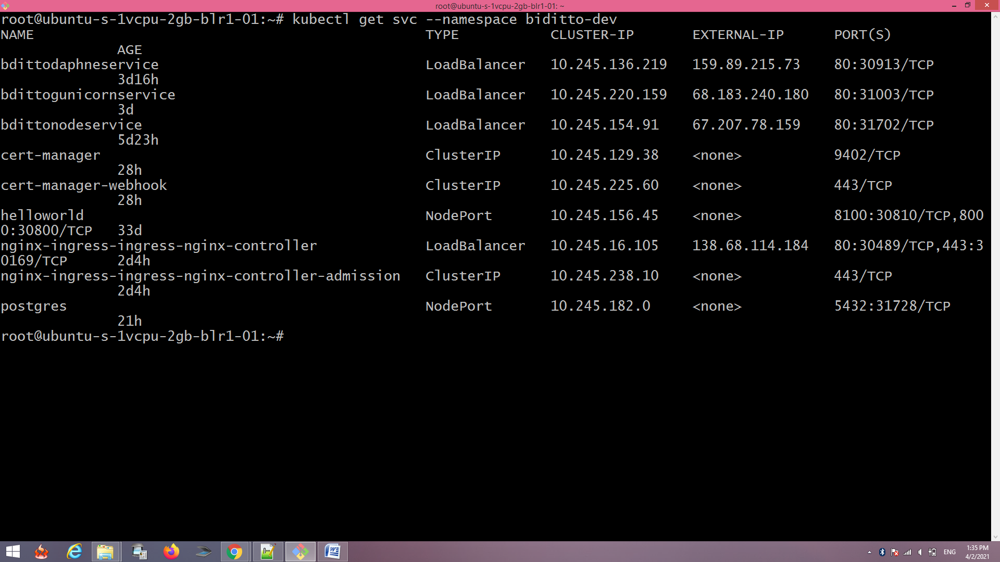 root@ubuntu-s-1vcpu-2gb-blr1-01: ~
root@ubuntu-s-1vcpu-2gb-blr1-01:~# kubectl get svc --namespace biditto-dev
NAME TYPE CLUSTER-IP EXTERNAL-IP PORT(S)
AGE
bdittodaphneservice LoadBalancer 10.245.136.219 159.89.215.73 80:30913/TCP
3d16h
bdittogunicornservice LoadBalancer 10.245.220.159 68.183.240.180 80:31003/TCP
3d
bdittonodeservice LoadBalancer 10.245.154.91 67.207.78.159 80:31702/TCP
5d23h
cert-manager ClusterIP 10.245.129.38 <none> 9402/TCP
28h
cert-manager-webhook ClusterIP 10.245.225.60 <none> 443/TCP
28h
helloworld NodePort 10.245.156.45 <none> 8100:30810/TCP,800
0:30800/TCP 33d
nginx-ingress-ingress-nginx-controller LoadBalancer 10.245.16.105 138.68.114.184 80:30489/TCP,443:3
0169/TCP 2d4h
nginx-ingress-ingress-nginx-controller-admission ClusterIP 10.245.238.10 <none> 443/TCP
2d4h
postgres NodePort 10.245.182.0 <none> 5432:31728/TCP
21h
root@ubuntu-s-1vcpu-2gb-blr1-01:~#
ENG
1:35 PM
4/2/2021